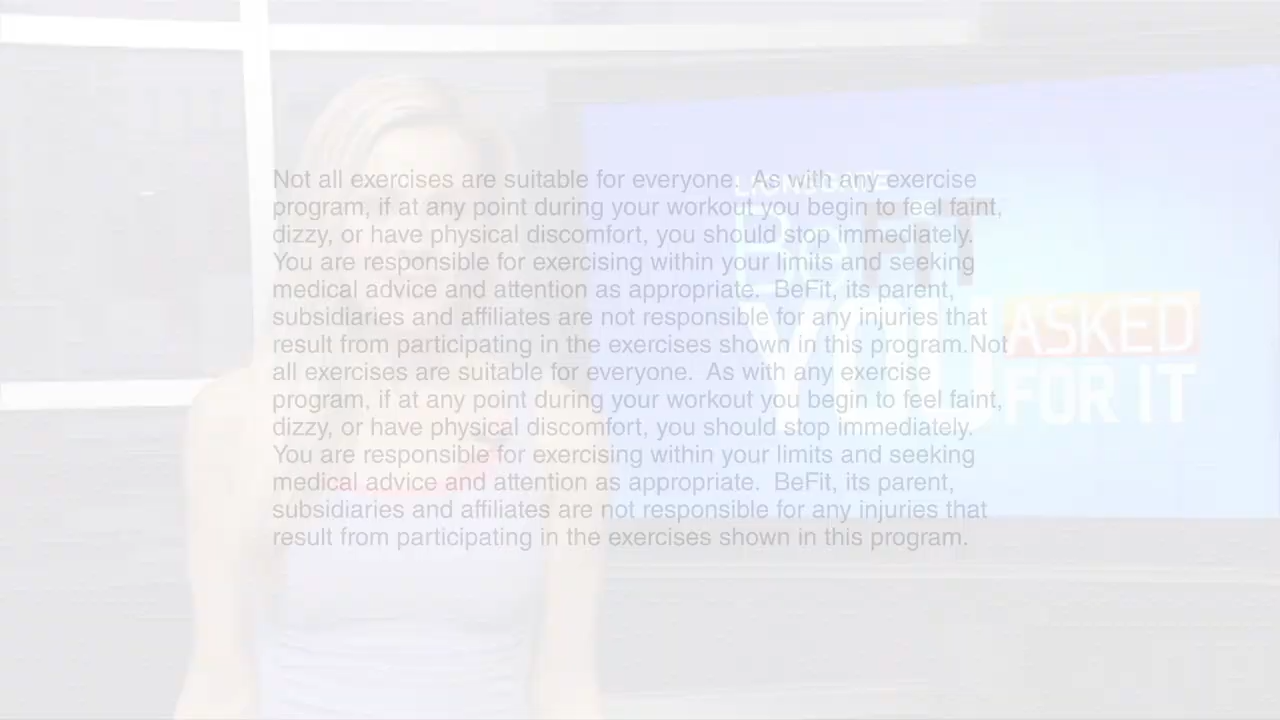 Not all exercises are suitable for everyone. As with any exercise
program, if at any point during your workout you begin to feel faint,
dizzy, or have physical discomfort, you should stop immediately.
You are responsible for exercising within your limits and seeking
medical advice and attention as appropriate. BeFit, its parent,
subsidiaries and affiliates are not responsible for any injuries that
result from participating in the exercises shown in this program.Not
all exercises are suitable for everyone. As with any exercise
program, if at any point during your workout you begin to feel faint,
dizzy, or have physical discomfort, you should stop immediately.
You are responsible for exercising within your limits and seeking
medical advice and attention as appropriate. BeFit, its parent,
subsidiaries and affiliates are not responsible for any injuries that
result from participating in the exercises shown in this program.
LIONSGATE
BeFiT
YOU ASKED
FOR IT